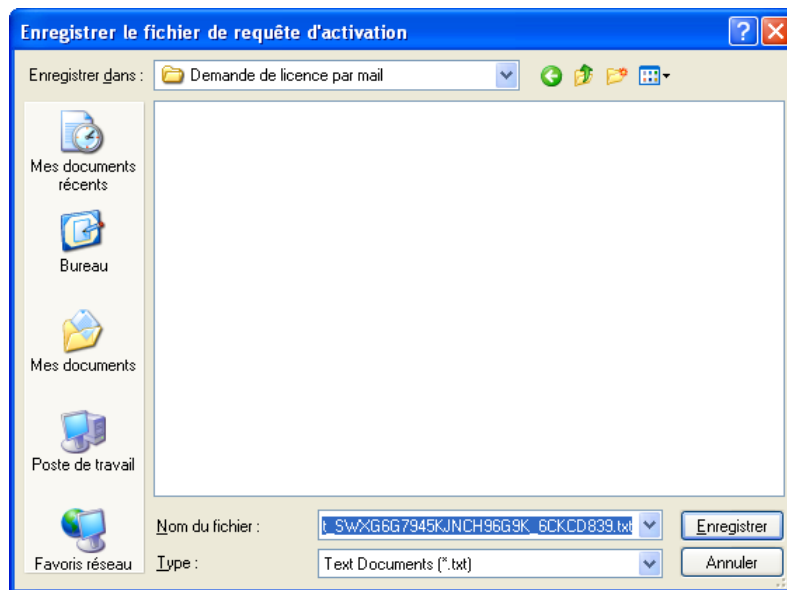 Enregistrer le fichier de requête d'activation
Enregistrer dans :
Demande de licence par mail
Mes documents
récents
Bureau
Mes documents
Poste de travail
Favoris réseau
Nom du fichier :
t_SWXG6G7945KJNCH96G9K_6CKCD839.txt
Enregistrer
Type :
Text Documents (*.txt)
Annuler